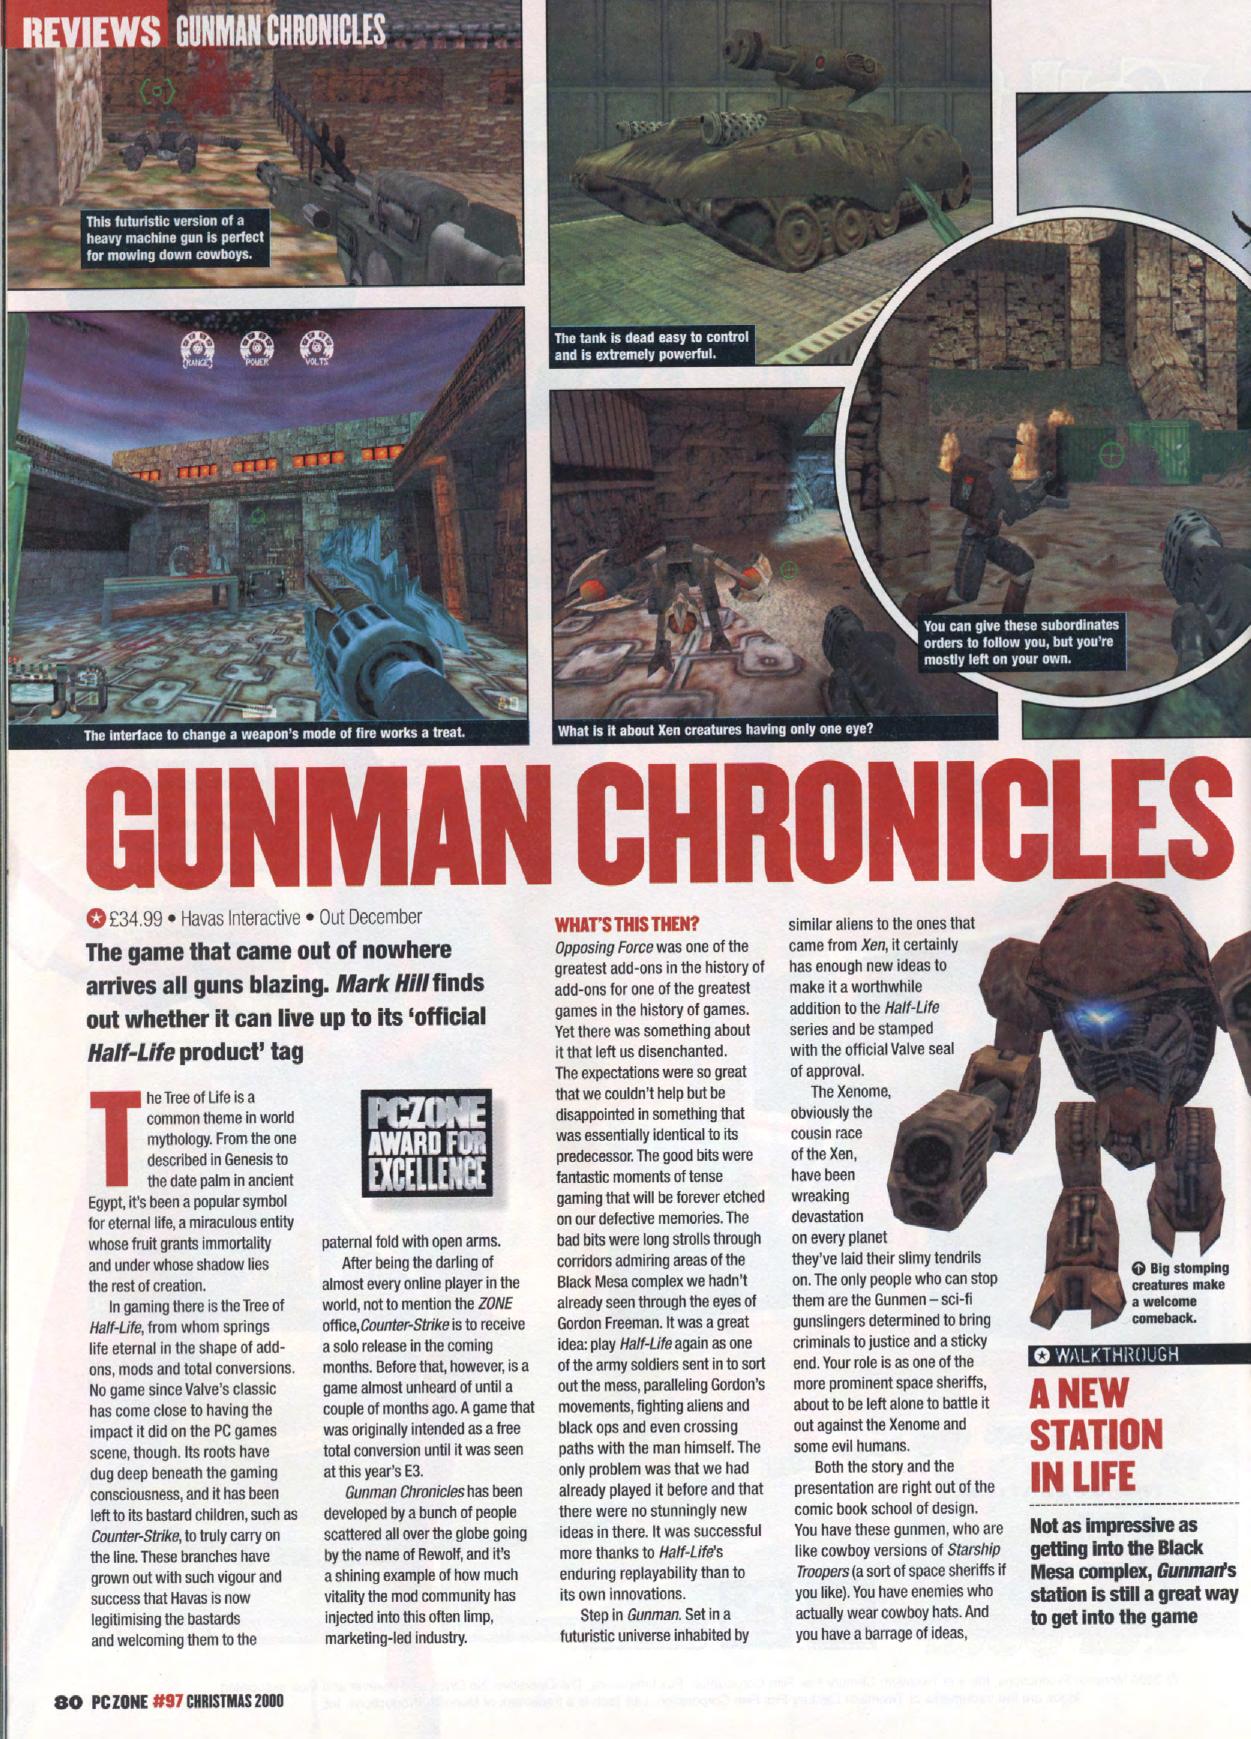 REVIEWS GUNMAN CHRONICLES
This futuristic version of a
heavy machine gun is perfect
for mowing down cowboys.
The tank is dead easy to control
and is extremely powerful.
RANGE POWER VOLTS
The interface to change a weapon's mode of fire works a treat.
What is it about Xen creatures having only one eye?
You can give these subordinates
orders to follow you, but you're
mostly left on your own.
GUNMAN CHRONICLES
£34.99 • Havas Interactive • Out December
The game that came out of nowhere
arrives all guns blazing. Mark Hill finds
out whether it can live up to its 'official
Half-Life product' tag
The Tree of Life is a
common theme in world
mythology. From the one
described in Genesis to
the date palm in ancient
Egypt, it's been a popular symbol
for eternal life, a miraculous entity
whose fruit grants immortality
and under whose shadow lies
the rest of creation.
In gaming there is the Tree of
Half-Life, from whom springs
life eternal in the shape of add-
ons, mods and total conversions.
No game since Valve's classic
has come close to having the
impact it did on the PC games
scene, though. Its roots have
dug deep beneath the gaming
consciousness, and it has been
left to its bastard children, such as
Counter-Strike, to truly carry on
the line. These branches have
grown out with such vigour and
success that Havas is now
legitimising the bastards
and welcoming them to the
PCZONE
AWARD FOR
EXCELLENCE
paternal fold with open arms.
After being the darling of
almost every online player in the
world, not to mention the ZONE
office, Counter-Strike is to receive
a solo release in the coming
months. Before that, however, is a
game almost unheard of until a
couple of months ago. A game that
was originally intended as a free
total conversion until it was seen
at this year's E3.
Gunman Chronicles has been
developed by a bunch of people
scattered all over the globe going
by the name of Rewolf, and it's
a shining example of how much
vitality the mod community has
injected into this often limp,
marketing-led industry.
WHAT'S THIS THEN?
Opposing Force was one of the
greatest add-ons in the history of
add-ons for one of the greatest
games in the history of games.
Yet there was something about
it that left us disenchanted.
The expectations were so great
that we couldn't help but be
disappointed in something that
was essentially identical to its
predecessor. The good bits were
fantastic moments of tense
gaming that will be forever etched
on our defective memories. The
bad bits were long strolls through
corridors admiring areas of the
Black Mesa complex we hadn't
already seen through the eyes of
Gordon Freeman. It was a great
idea: play Half-Life again as one
of the army soldiers sent in to sort
out the mess, paralleling Gordon's
movements, fighting aliens and
black ops and even crossing
paths with the man himself. The
only problem was that we had
already played it before and that
there were no stunningly new
ideas in there. It was successful
more thanks to Half-Life's
enduring replayability than to
its own innovations.
Step in Gunman. Set in a
futuristic universe inhabited by
similar aliens to the ones that
came from Xen, it certainly
has enough new ideas to
make it a worthwhile
addition to the Half-Life
series and be stamped
with the official Valve seal
of approval.
The Xenome,
obviously the
cousin race
of the Xen,
have been
wreaking
devastation
on every planet
they've laid their slimy tendrils
on. The only people who can stop
them are the Gunmen – sci-fi
gunslingers determined to bring
criminals to justice and a sticky
end. Your role is as one of the
more prominent space sheriffs,
about to be left alone to battle it
out against the Xenome and
some evil humans.
Both the story and the
presentation are right out of the
comic book school of design.
You have these gunmen, who are
like cowboy versions of Starship
Troopers (a sort of space sheriffs if
you like). You have enemies who
actually wear cowboy hats. And
you have a barrage of ideas,
Big stomping
creatures make
a welcome
comeback.
WALKTHROUGH
A NEW
STATION
IN LIFE
Not as impressive as
getting into the Black
Mesa complex, Gunman's
station is still a great way
to get into the game
80 PCZONE #97 CHRISTMAS 2000